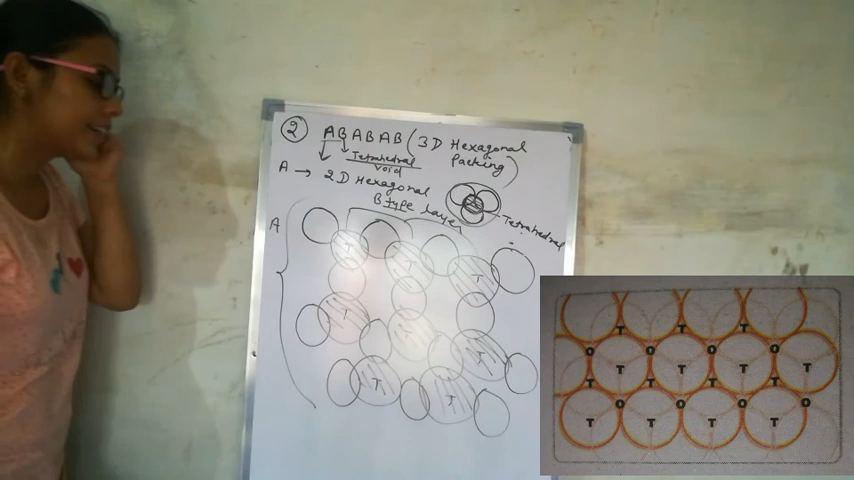 2 ABABAB (3D Hexagonal Packing)
Tetrahedral void
A → 2D Hexagonal
B type layer
Tetrahedral
A
T T T
T T
T T T
T T T
O O O O
T T T T
T T T T
O O O O
T T T T